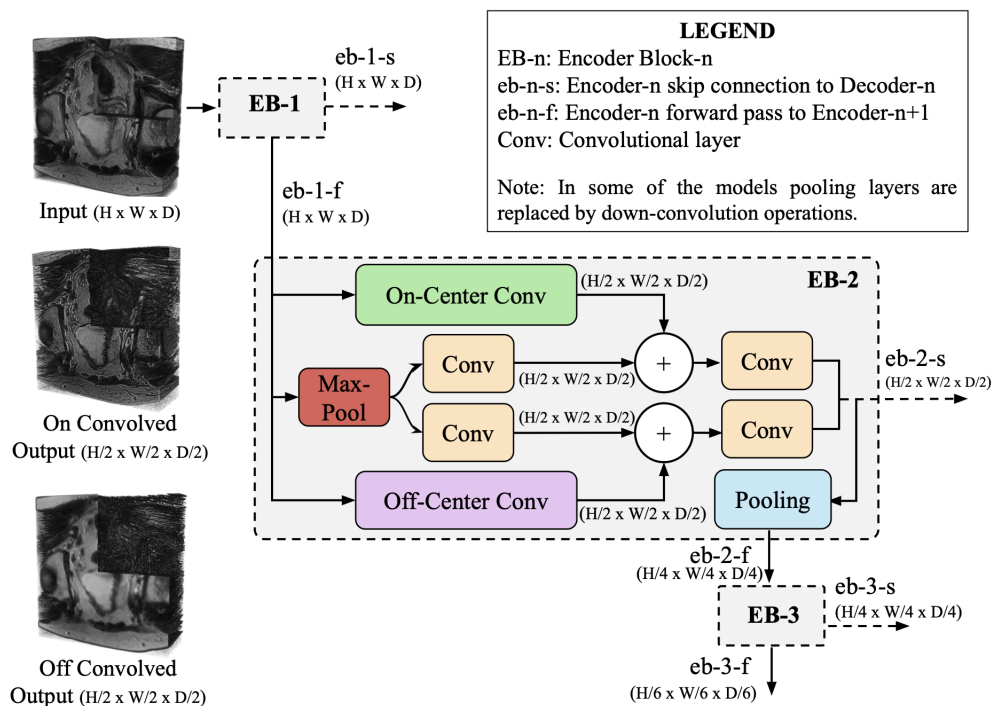 eb-1-s
(H x W x D)
EB-1
Input (H x W x D)
eb-1-f
(H x W x D)
LEGEND
EB-n: Encoder Block-n
eb-n-s: Encoder-n skip connection to Decoder-n
eb-n-f: Encoder-n forward pass to Encoder-n+1
Conv: Convolutional layer
Note: In some of the models pooling layers are
replaced by down-convolution operations.
On Convolved
Output (H/2 x W/2 x D/2)
Off Convolved
Output (H/2 x W/2 x D/2)
EB-2
On-Center Conv
(H/2 x W/2 x D/2)
Max-
Pool
Conv
(H/2 x W/2 x D/2)
+
Conv
Conv
(H/2 x W/2 x D/2)
+
Conv
Off-Center Conv
(H/2 x W/2 x D/2)
Pooling
eb-2-s
(H/2 x W/2 x D/2)
eb-2-f
(H/4 x W/4 x D/4)
EB-3
eb-3-s
(H/4 x W/4 x D/4)
eb-3-f
(H/6 x W/6 x D/6)